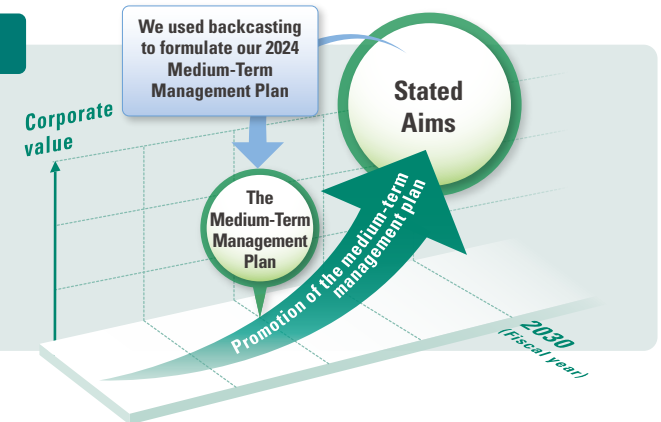 We used backcasting
to formulate our 2024
Medium-Term
Management Plan
Stated
Aims
Corporate
value
The
Medium-Term
Management
Plan
Promotion of the medium-term
management plan
2030
(Fiscal year)